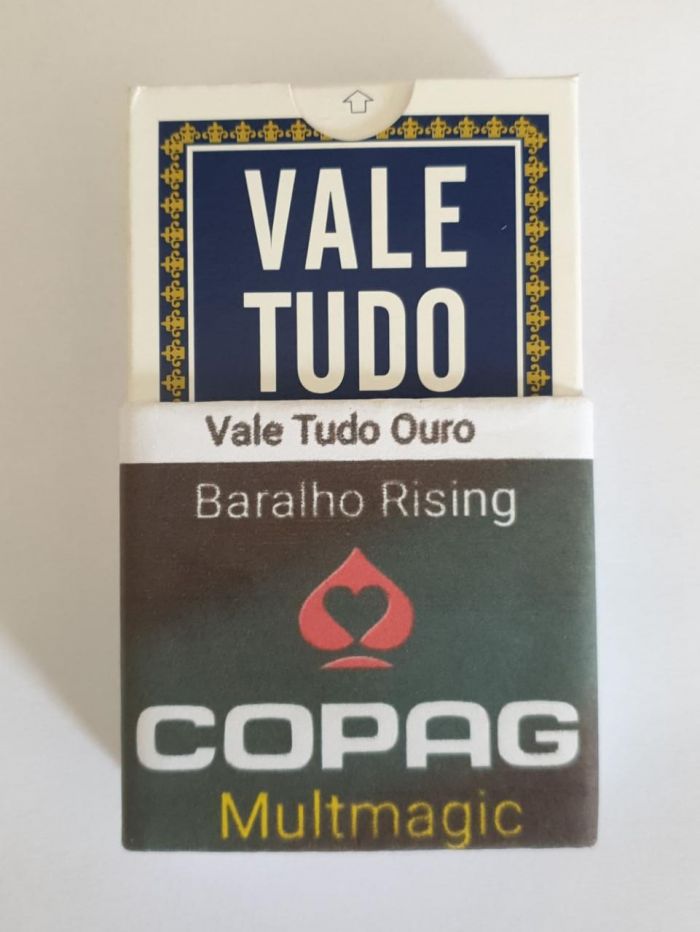 VALE
TUDO
Vale Tudo Ouro
Baralho Rising
COPAG
Multmagic